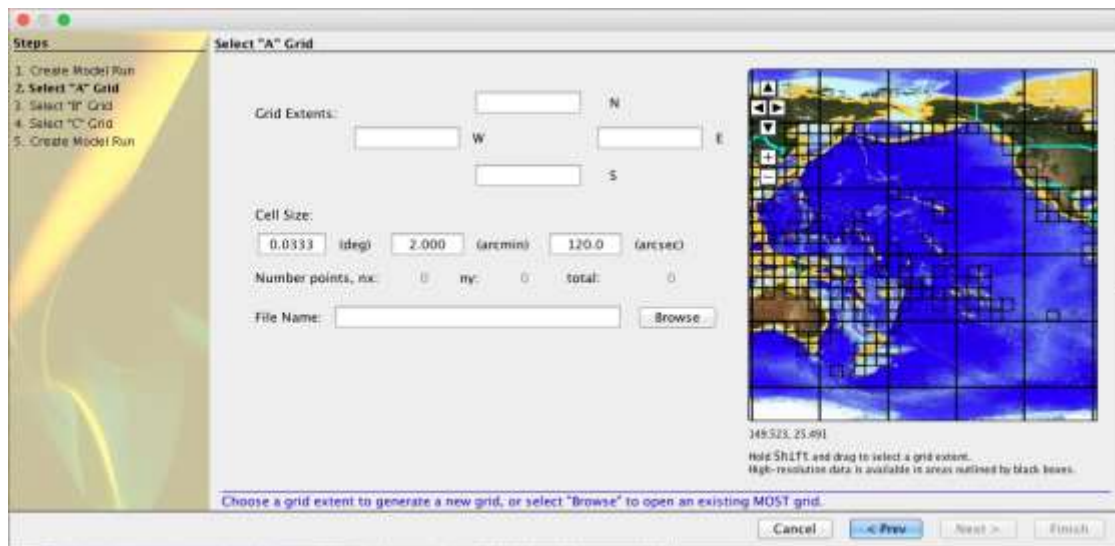 Steps
1. Create Model Run
2. Select "A" Grid
3. Select "B" Grid
4. Select "C" Grid
5. Create Model Run
Select "A" Grid
N
Grid Extents:
W
E
S
Cell Size:
0.0333 (deg) 2.000 (arcmin) 120.0 (arcsec)
Number points, nx: 0 ny: 0 total: 0
File Name: Browse
149.523, 25.491
Hold Shift and drag to select a grid extent.
High-resolution data is available in areas outlined by black boxes.
Choose a grid extent to generate a new grid, or select "Browse" to open an existing MOST grid.
Cancel < Prev Next > Finish